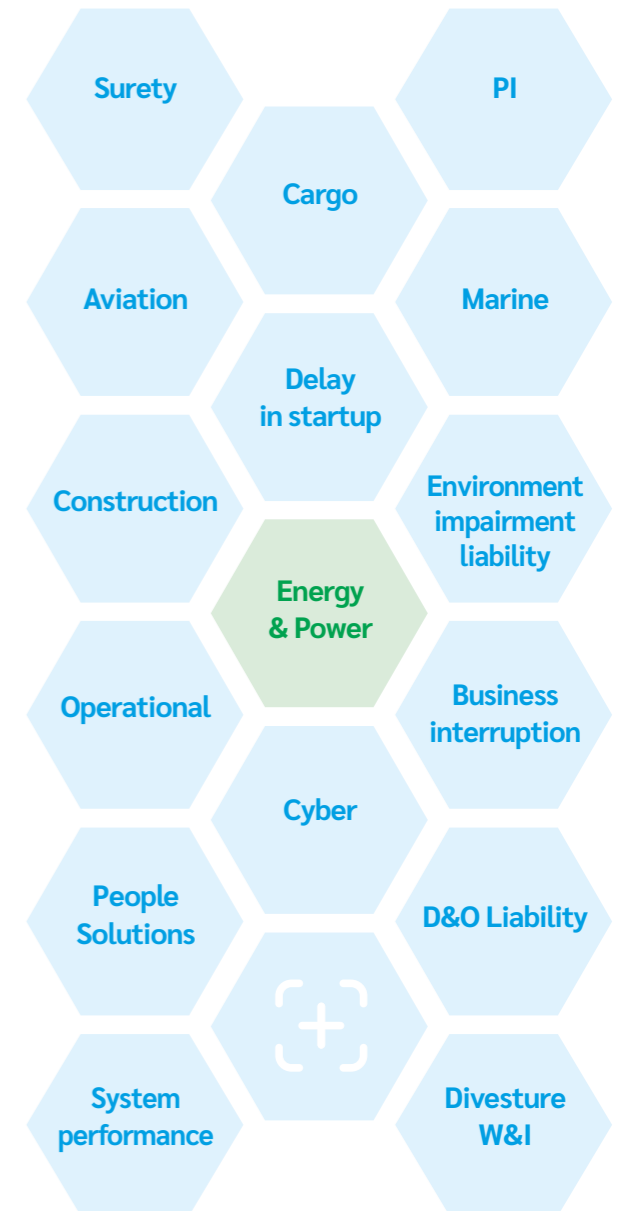 Surety
PI
Cargo
Aviation
Marine
Delay
in startup
Construction
Environment
impairment
liability
Energy
& Power
Operational
Business
interruption
Cyber
People
Solutions
D&O Liability
System
performance
Divesture
W&I